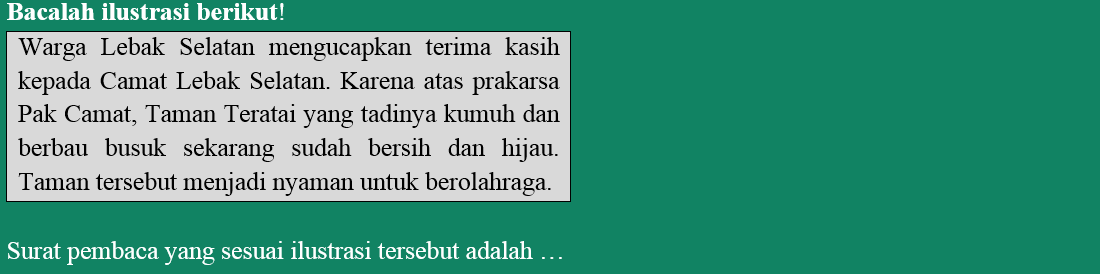 Bacalah ilustrasi berikut!
Warga Lebak Selatan mengucapkan terima kasih
kepada Camat Lebak Selatan. Karena atas prakarsa
Pak Camat, Taman Teratai yang tadinya kumuh dan
berbau busuk sekarang sudah bersih dan hijau.
Taman tersebut menjadi nyaman untuk berolahraga.
Surat pembaca yang sesuai ilustrasi tersebut adalah …